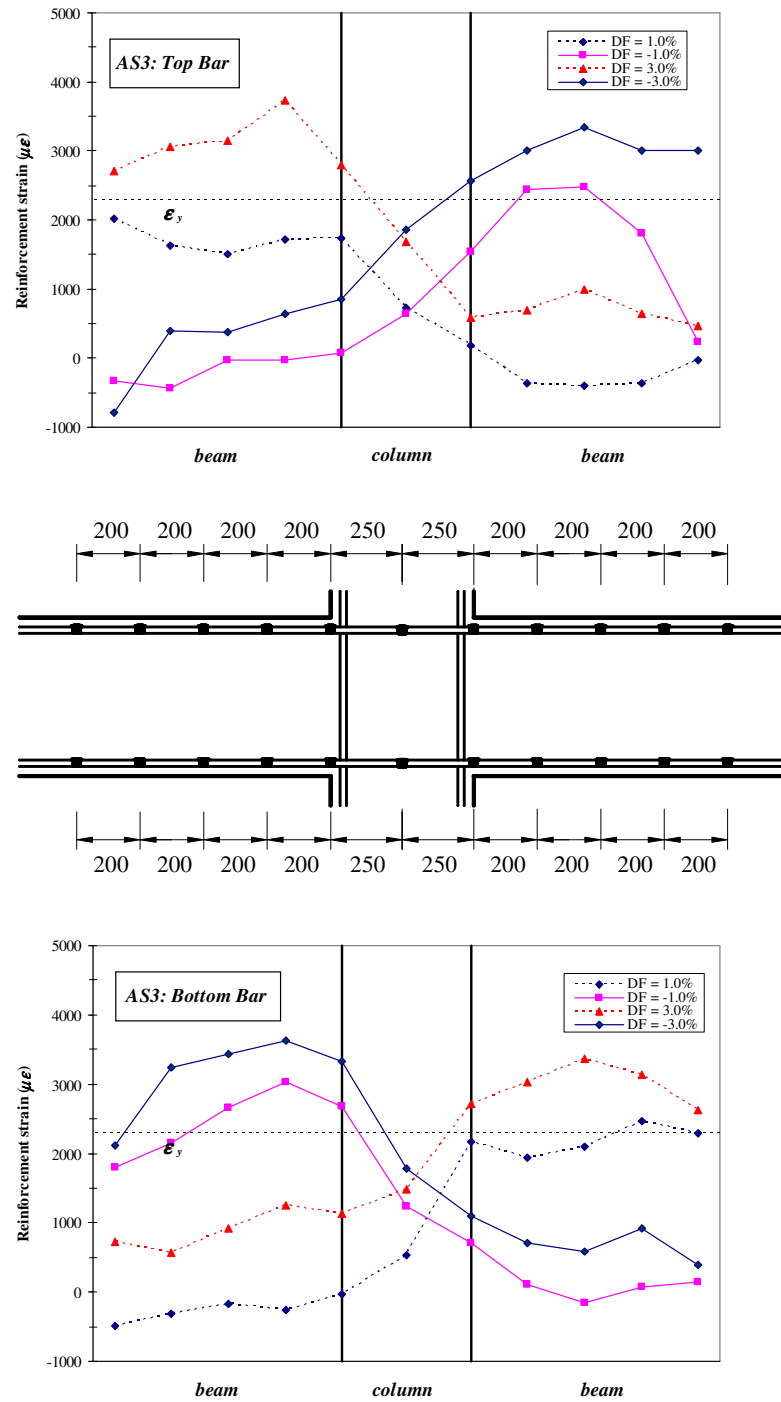 5000
AS3: Top Bar
DF = 1.0%
DF = -1.0%
DF = 3.0%
DF = -3.0%
4000
3000
2000
1000
0
-1000
Reinforcement strain (με)
ε y
beam column beam
200 200 200 200 250 250 200 200 200 200
200 200 200 200 250 250 200 200 200 200
5000
AS3: Bottom Bar
DF = 1.0%
DF = -1.0%
DF = 3.0%
DF = -3.0%
4000
3000
2000
1000
0
-1000
Reinforcement strain (με)
ε y
beam column beam